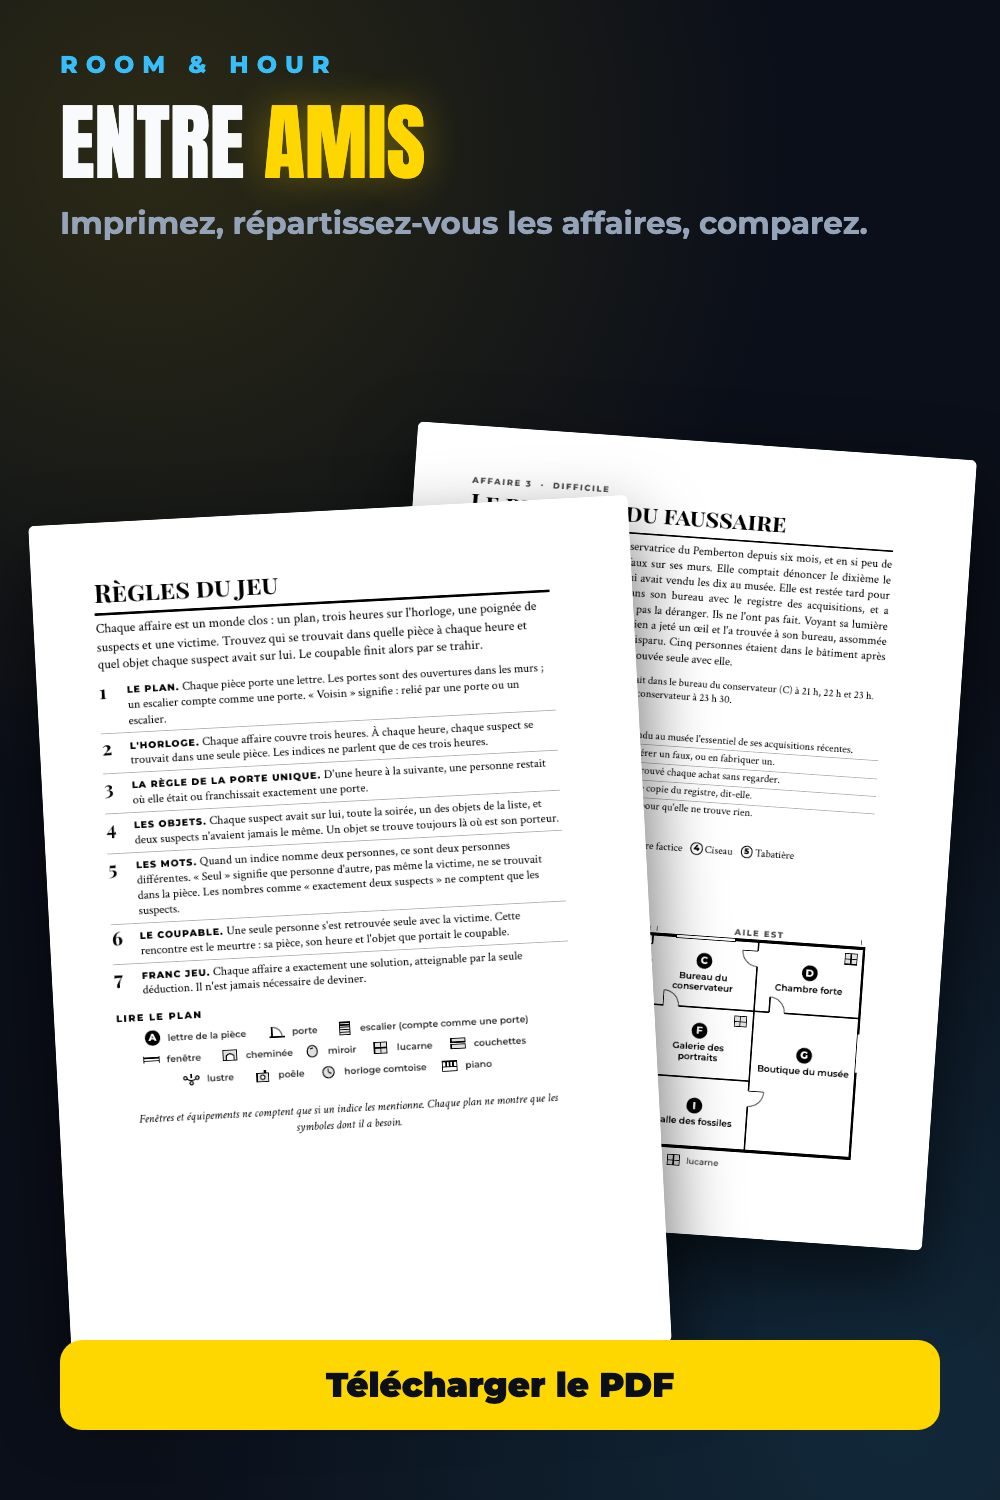 ROOM & HOUR
ENTRE AMIS
Imprimez, répartissez-vous les affaires, comparez.
AFFAIRE 3 · DIFFICILE
DU FAUSSAIRE
servatrice du Pemberton depuis six mois, et en si peu de
aux sur ses murs. Elle comptait dénoncer le dixième le
ui avait vendu les dix au musée. Elle est restée tard pour
ans son bureau avec le registre des acquisitions, et a
pas la déranger. Ils ne l'ont pas fait. Voyant sa lumière
ien a jeté un œil et l'a trouvée à son bureau, assommée
isparu. Cinq personnes étaient dans le bâtiment après
ouvée seule avec elle.
ait dans le bureau du conservateur (C) à 21 h, 22 h et 23 h.
conservateur à 23 h 30.
ndu au musée l'essentiel de ses acquisitions récentes.
érer un faux, ou en fabriquer un.
rouvé chaque achat sans regarder.
copie du registre, dit-elle.
pour qu'elle ne trouve rien.
re factice 4 Ciseau 5 Tabatière
AILE EST
C
Bureau du
conservateur
D
Chambre forte
F
Galerie des
portraits
G
Boutique du musée
I
alle des fossiles
lucarne
RÈGLES DU JEU
Chaque affaire est un monde clos : un plan, trois heures sur l'horloge, une poignée de
suspects et une victime. Trouvez qui se trouvait dans quelle pièce à chaque heure et
quel objet chaque suspect avait sur lui. Le coupable finit alors par se trahir.
1 LE PLAN. Chaque pièce porte une lettre. Les portes sont des ouvertures dans les murs ;
un escalier compte comme une porte. « Voisin » signifie : relié par une porte ou un
escalier.
2 L'HORLOGE. Chaque affaire couvre trois heures. À chaque heure, chaque suspect se
trouvait dans une seule pièce. Les indices ne parlent que de ces trois heures.
3 LA RÈGLE DE LA PORTE UNIQUE. D'une heure à la suivante, une personne restait
où elle était ou franchissait exactement une porte.
4 LES OBJETS. Chaque suspect avait sur lui, toute la soirée, un des objets de la liste, et
deux suspects n'avaient jamais le même. Un objet se trouve toujours là où est son porteur.
5 LES MOTS. Quand un indice nomme deux personnes, ce sont deux personnes
différentes. « Seul » signifie que personne d'autre, pas même la victime, ne se trouvait
dans la pièce. Les nombres comme « exactement deux suspects » ne comptent que les
suspects.
6 LE COUPABLE. Une seule personne s'est retrouvée seule avec la victime. Cette
rencontre est le meurtre : sa pièce, son heure et l'objet que portait le coupable.
7 FRANC JEU. Chaque affaire a exactement une solution, atteignable par la seule
déduction. Il n'est jamais nécessaire de deviner.
LIRE LE PLAN
A lettre de la pièce porte escalier (compte comme une porte)
fenêtre cheminée miroir lucarne couchettes
lustre poêle horloge comtoise piano
Fenêtres et équipements ne comptent que si un indice les mentionne. Chaque plan ne montre que les
symboles dont il a besoin.
Télécharger le PDF